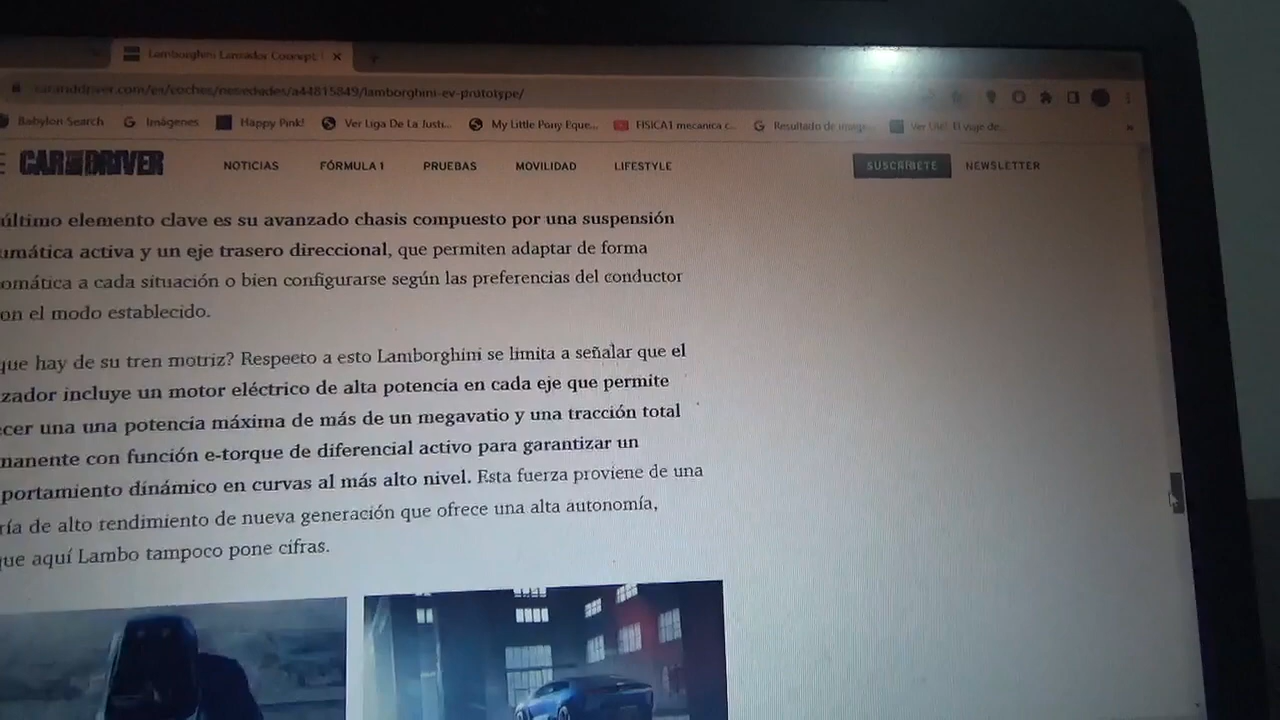 Lamborghini Lanzador Concept:
caranddriver.com/es/coches/novedades/a44815849/lamborghini-ev-prototype/
Babylon Search Imágenes Happy Pink! Ver Liga De La Justi... My Little Pony Eque... FISICA1 mecanica c... Resultado de image... Ver UHF! El viaje de...
CAR AND DRIVER NOTICIAS FÓRMULA 1 PRUEBAS MOVILIDAD LIFESTYLE SUSCRÍBETE NEWSLETTER
último elemento clave es su avanzado chasis compuesto por una suspensión
umática activa y un eje trasero direccional, que permiten adaptar de forma
omática a cada situación o bien configurarse según las preferencias del conductor
on el modo establecido.
que hay de su tren motriz? Respecto a esto Lamborghini se limita a señalar que el
zador incluye un motor eléctrico de alta potencia en cada eje que permite
cer una una potencia máxima de más de un megavatio y una tracción total
manente con función e-torque de diferencial activo para garantizar un
portamiento dinámico en curvas al más alto nivel. Esta fuerza proviene de una
ría de alto rendimiento de nueva generación que ofrece una alta autonomía,
que aquí Lambo tampoco pone cifras.